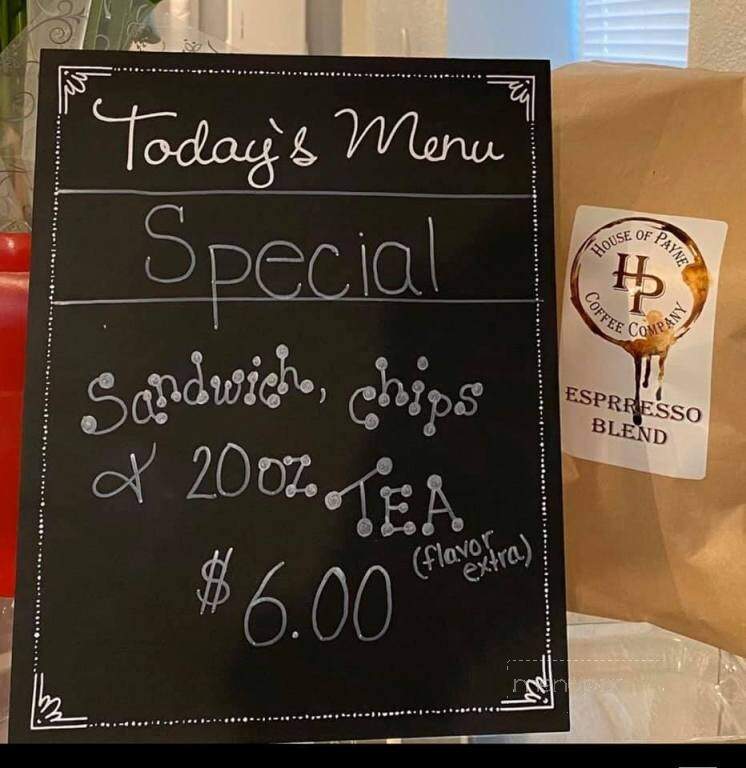 Today's Menu
Special
Sandwich, chips
& 20oz. TEA
(flavor
extra)
$6.00
HOUSE OF PAYNE
HP
COFFEE COMPANY
ESPRRESSO
BLEND
menupix